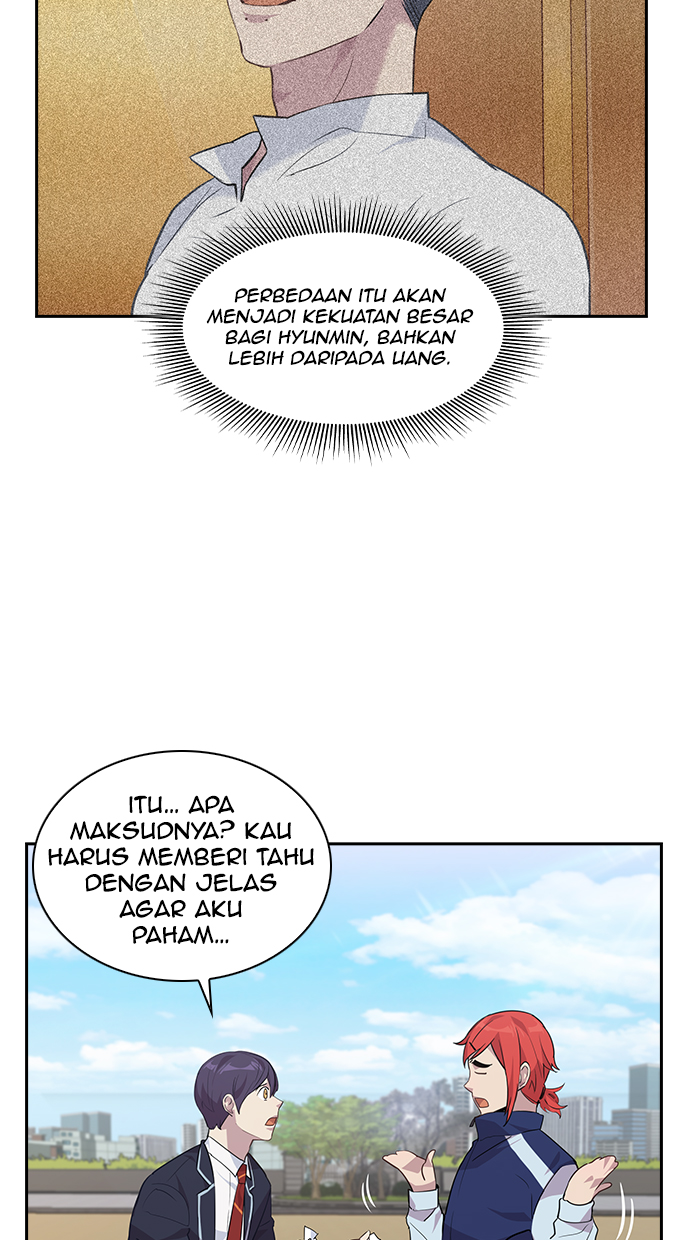 PERBEDAAN ITU AKAN
MENJADI KEKUATAN BESAR
BAGI HYUNMIN, BAHKAN
LEBIH DARIPADA UANG.
ITU... APA
MAKSUDNYA? KAU
HARUS MEMBERI TAHU
DENGAN JELAS
AGAR AKU
PAHAM...